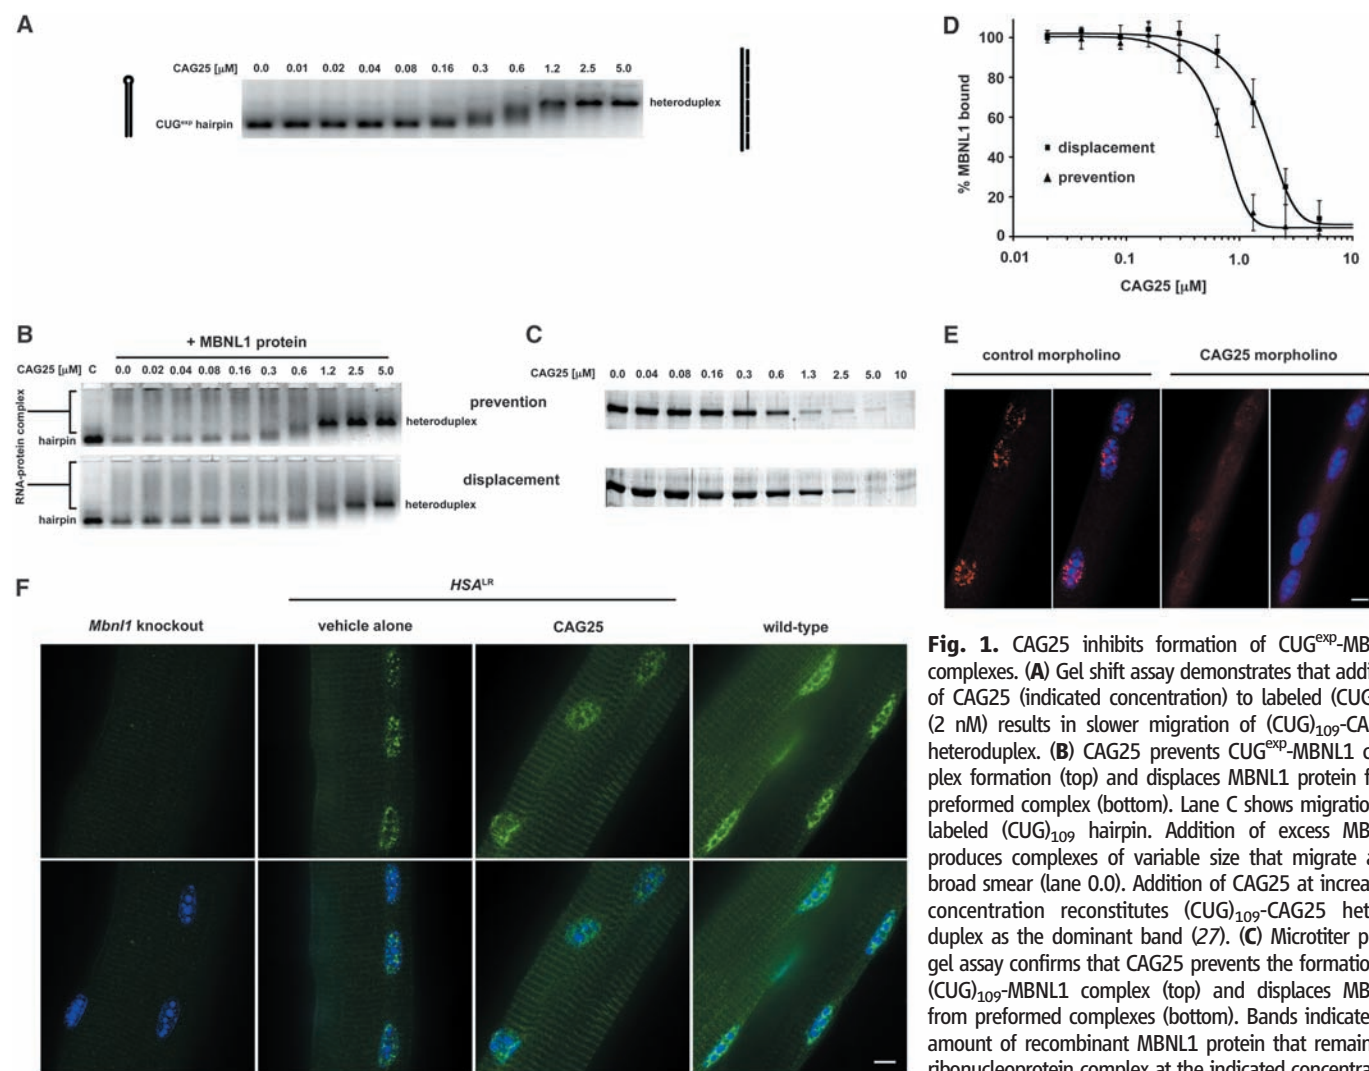 A
CAG25 [µM] 0.0 0.01 0.02 0.04 0.08 0.16 0.3 0.6 1.2 2.5 5.0
heteroduplex
CUGexp hairpin
B
+ MBNL1 protein
CAG25 [µM] C 0.0 0.02 0.04 0.08 0.16 0.3 0.6 1.2 2.5 5.0
RNA-protein complex
heteroduplex
hairpin
heteroduplex
hairpin
C
CAG25 [µM] 0.0 0.04 0.08 0.16 0.3 0.6 1.3 2.5 5.0 10
prevention
displacement
D
% MBNL1 bound
100
80
60
40
20
0
displacement
prevention
0.01 0.1 1.0 10
CAG25 [µM]
E
control morpholino CAG25 morpholino
F
HSALR
Mbnl1 knockout vehicle alone CAG25 wild-type
Fig. 1. CAG25 inhibits formation of CUGexp-MB
complexes. (A) Gel shift assay demonstrates that addi
of CAG25 (indicated concentration) to labeled (CUG
(2 nM) results in slower migration of (CUG)109-CA
heteroduplex. (B) CAG25 prevents CUGexp-MBNL1 c
plex formation (top) and displaces MBNL1 protein f
preformed complex (bottom). Lane C shows migration
labeled (CUG)109 hairpin. Addition of excess MB
produces complexes of variable size that migrate a
broad smear (lane 0.0). Addition of CAG25 at increa
concentration reconstitutes (CUG)109-CAG25 het
duplex as the dominant band (27). (C) Microtiter p
gel assay confirms that CAG25 prevents the formation
(CUG)109-MBNL1 complex (top) and displaces MB
from preformed complexes (bottom). Bands indicate
amount of recombinant MBNL1 protein that remain
ribonucleoprotein complex at the indicated concentra